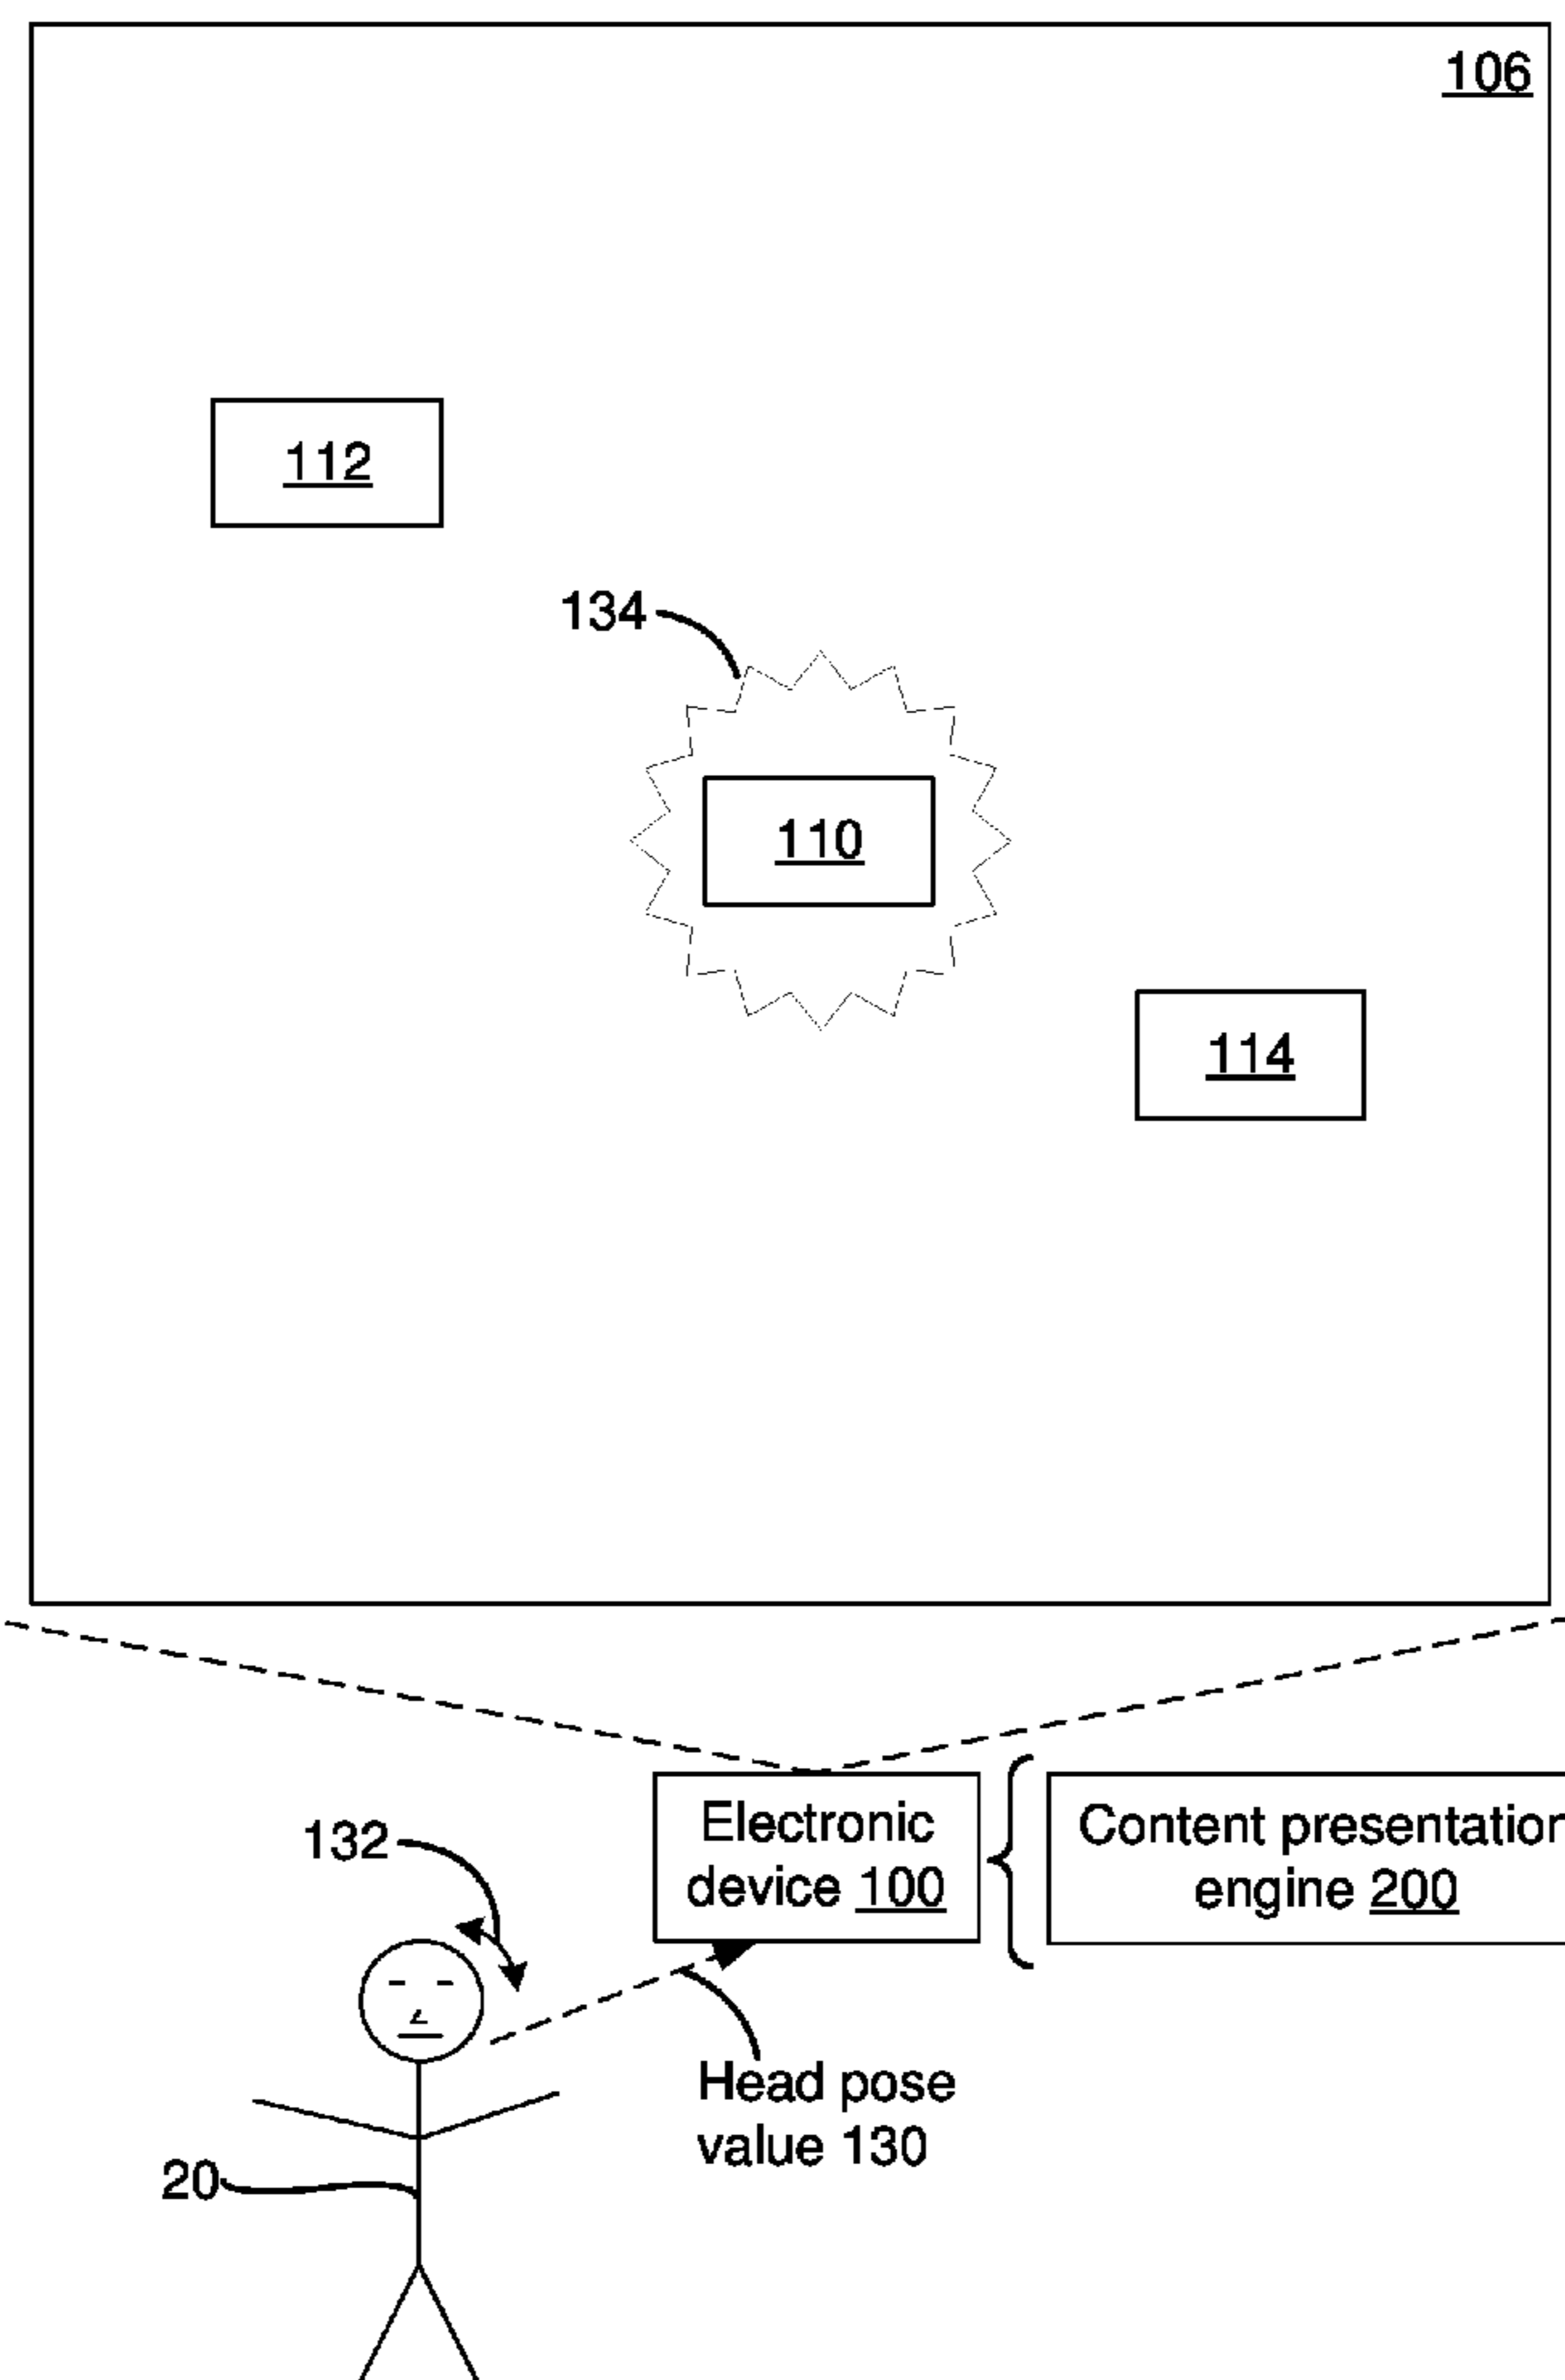 106
112
134
110
114
132
Electronic
device 100
Content presentation
engine 200
Head pose
value 130
20